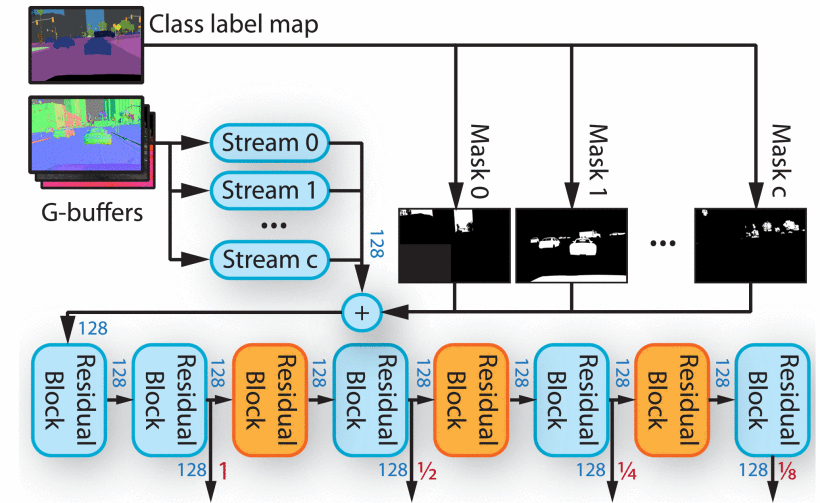 Class label map
G-buffers
Stream 0
Stream 1
...
Stream c
128
Mask 0
Mask 1
...
Mask c
+
128
Residual Block
128
Residual Block
128
Residual Block
128
Residual Block
128
Residual Block
128
Residual Block
128
Residual Block
128
Residual Block
128 1
128 ½
128 ¼
128 ⅛